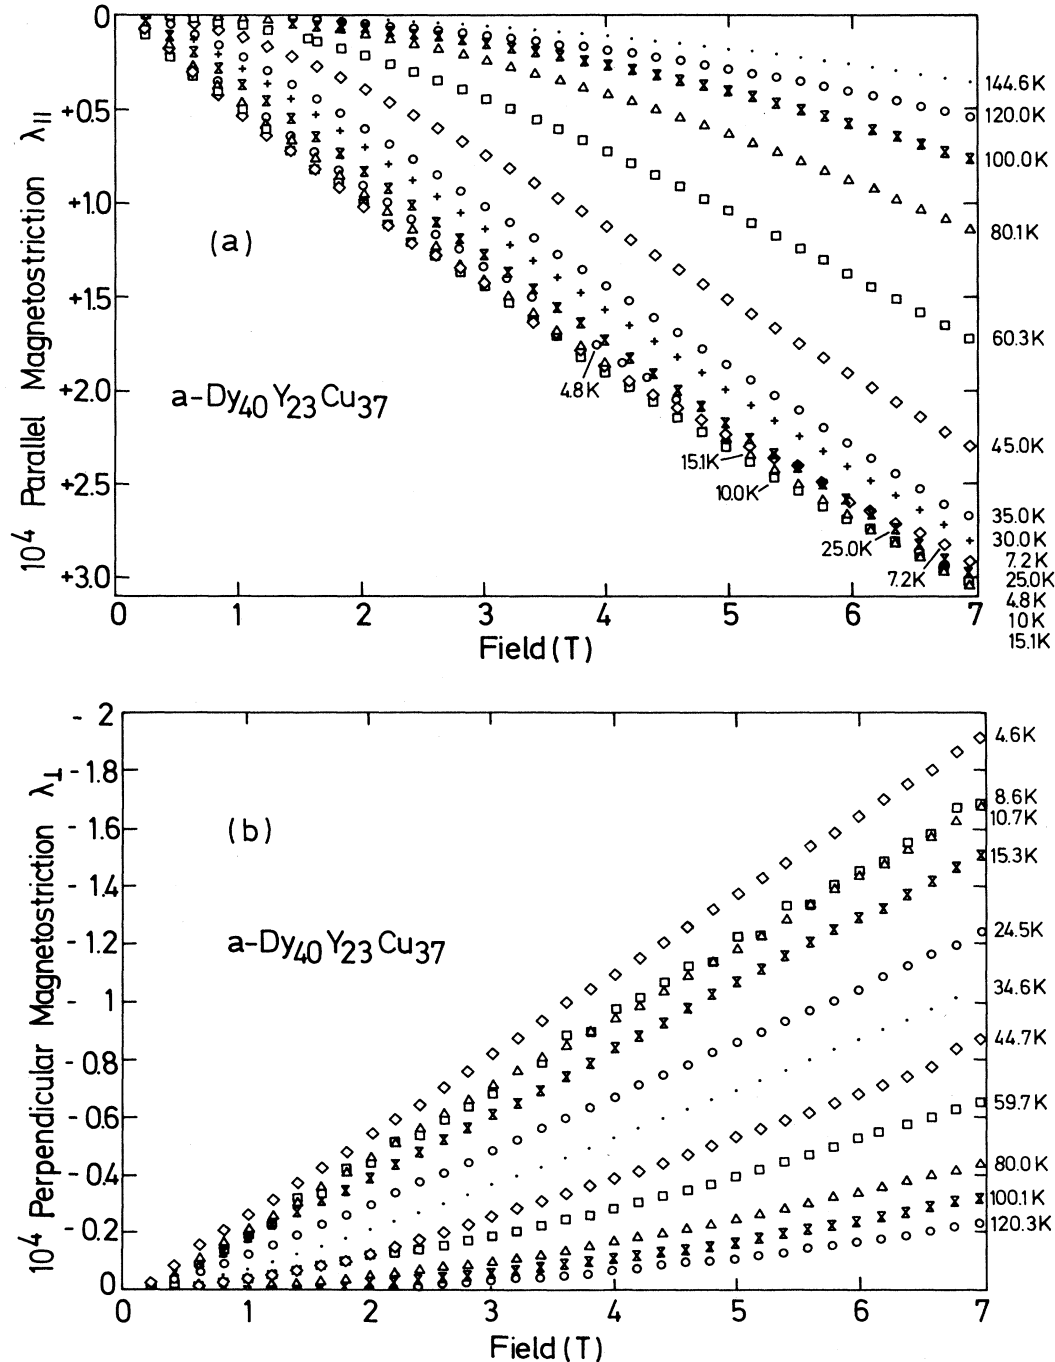 0
+0.5
+1.0
+1.5
+2.0
+2.5
+3.0
10⁴ Parallel Magnetostriction λ||
(a)
a-Dy40Y23Cu37
4.8K
15.1K
10.0K
25.0K
7.2K
144.6K
120.0K
100.0K
80.1K
60.3K
45.0K
35.0K
30.0K
7.2K
25.0K
4.8K
10K
15.1K
0 1 2 3 4 5 6 7
Field(T)
- 2
- 1.8
- 1.6
- 1.4
- 1.2
- 1
- 0.8
- 0.6
- 0.4
- 0.2
0
10⁴ Perpendicular Magnetostriction λ⊥
(b)
a-Dy40Y23Cu37
4.6K
8.6K
10.7K
15.3K
24.5K
34.6K
44.7K
59.7K
80.0K
100.1K
120.3K
0 1 2 3 4 5 6 7
Field(T)